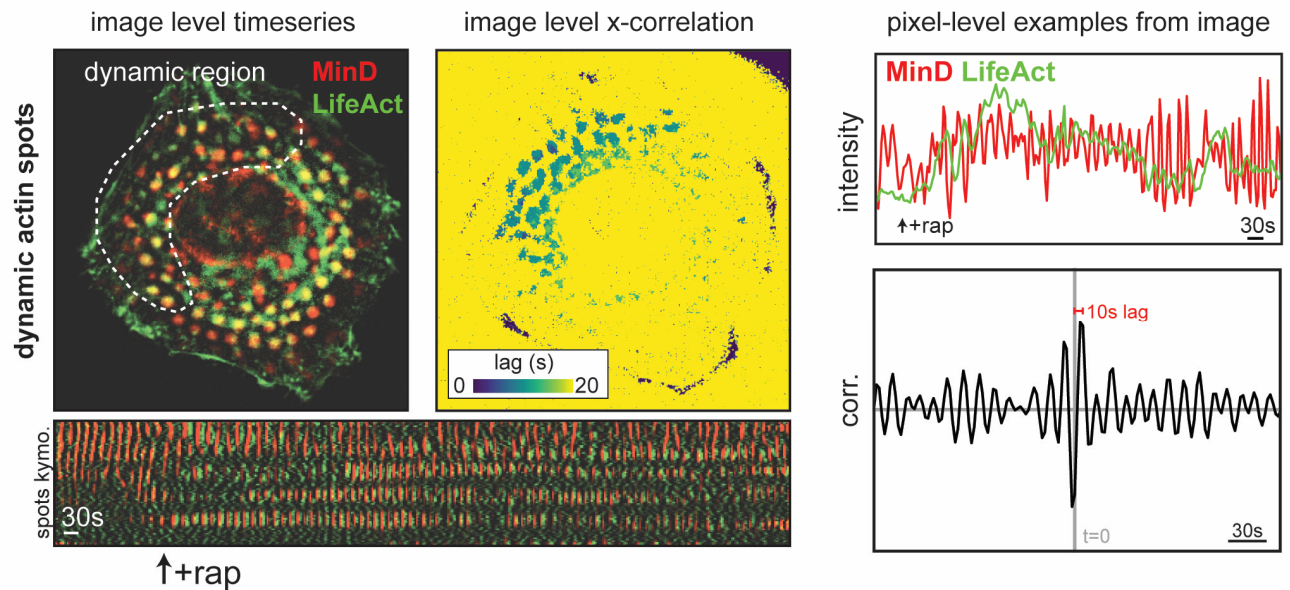 image level timeseries
image level x-correlation
pixel-level examples from image
dynamic actin spots
dynamic region
MinD
LifeAct
lag (s)
0
20
spots kymo.
30s
↑+rap
MinD LifeAct
intensity
↑+rap
30s
10s lag
corr.
t=0
30s